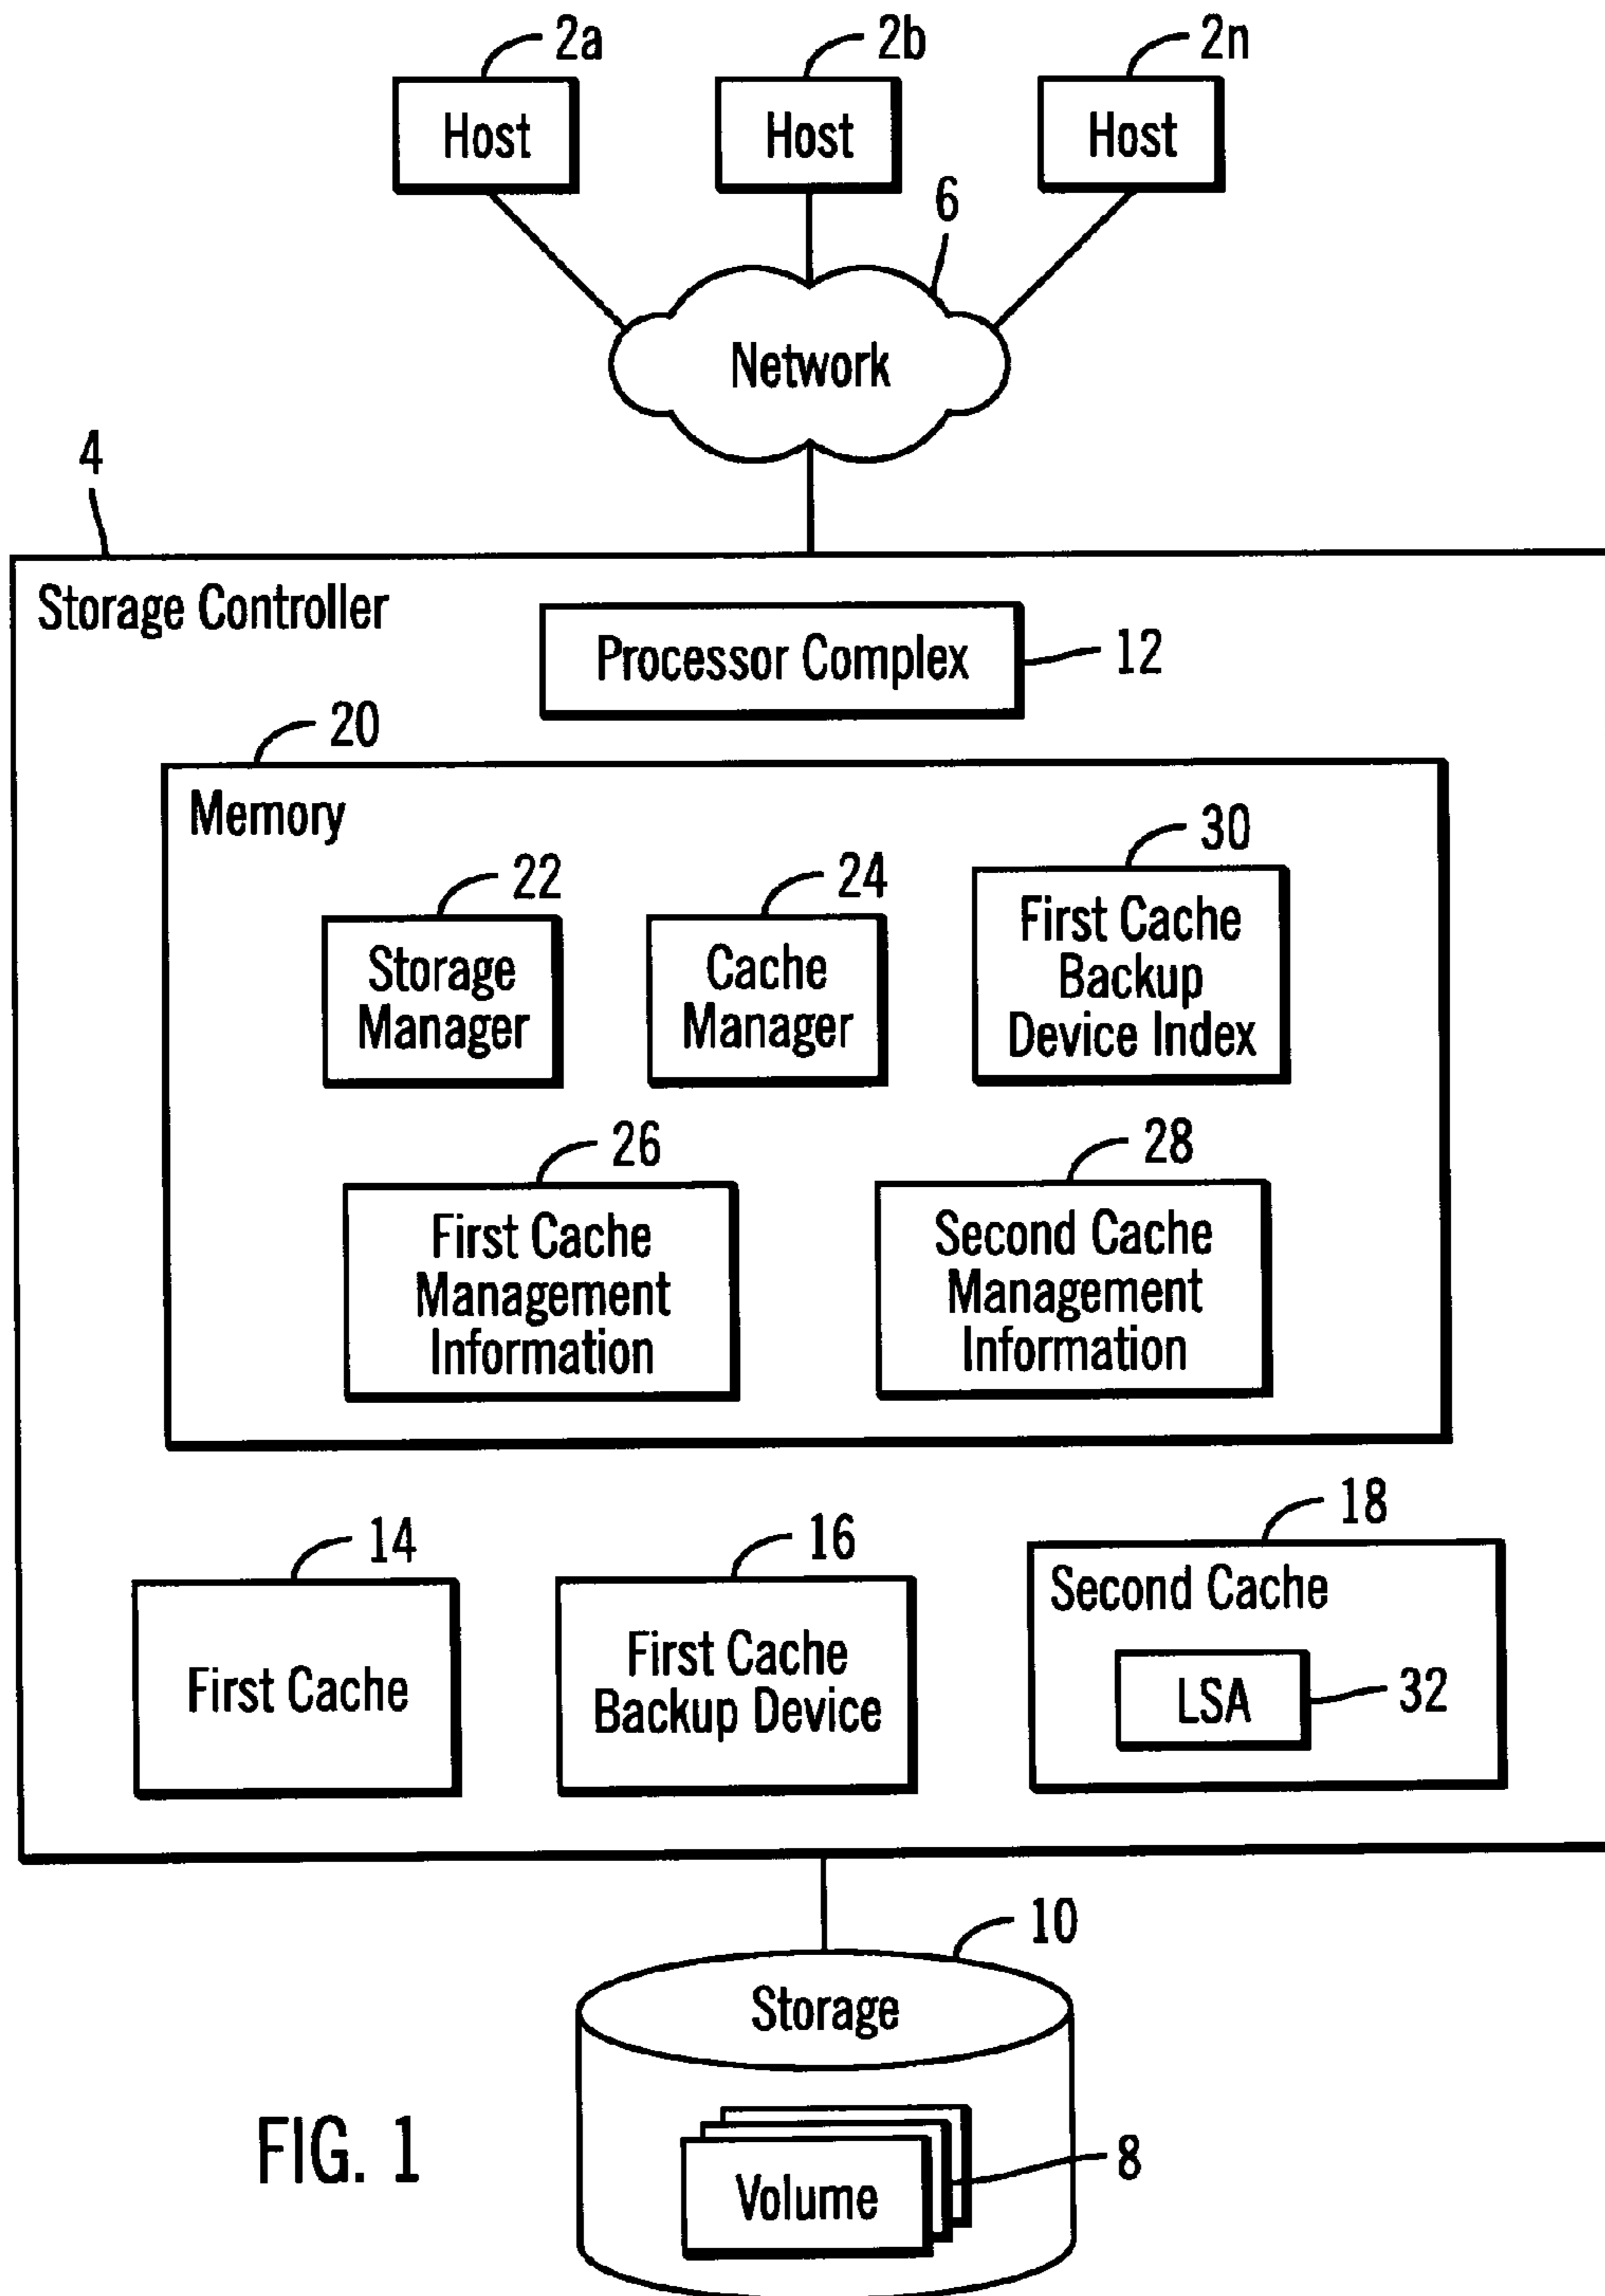 2a
2b
2n
Host
Host
Host
6
Network
4
Storage Controller
Processor Complex
12
20
Memory
22
24
30
Storage
Manager
Cache
Manager
First Cache
Backup
Device Index
26
28
First Cache
Management
Information
Second Cache
Management
Information
14
16
18
First Cache
First Cache
Backup Device
Second Cache
LSA
32
10
Storage
Volume
8
FIG. 1